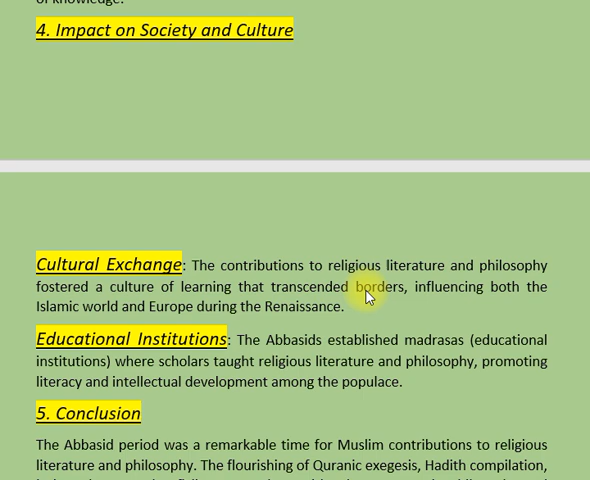 of knowledge.
4. Impact on Society and Culture
Cultural Exchange: The contributions to religious literature and philosophy
fostered a culture of learning that transcended borders, influencing both the
Islamic world and Europe during the Renaissance.
Educational Institutions: The Abbasids established madrasas (educational
institutions) where scholars taught religious literature and philosophy, promoting
literacy and intellectual development among the populace.
5. Conclusion
The Abbasid period was a remarkable time for Muslim contributions to religious
literature and philosophy. The flourishing of Quranic exegesis, Hadith compilation,